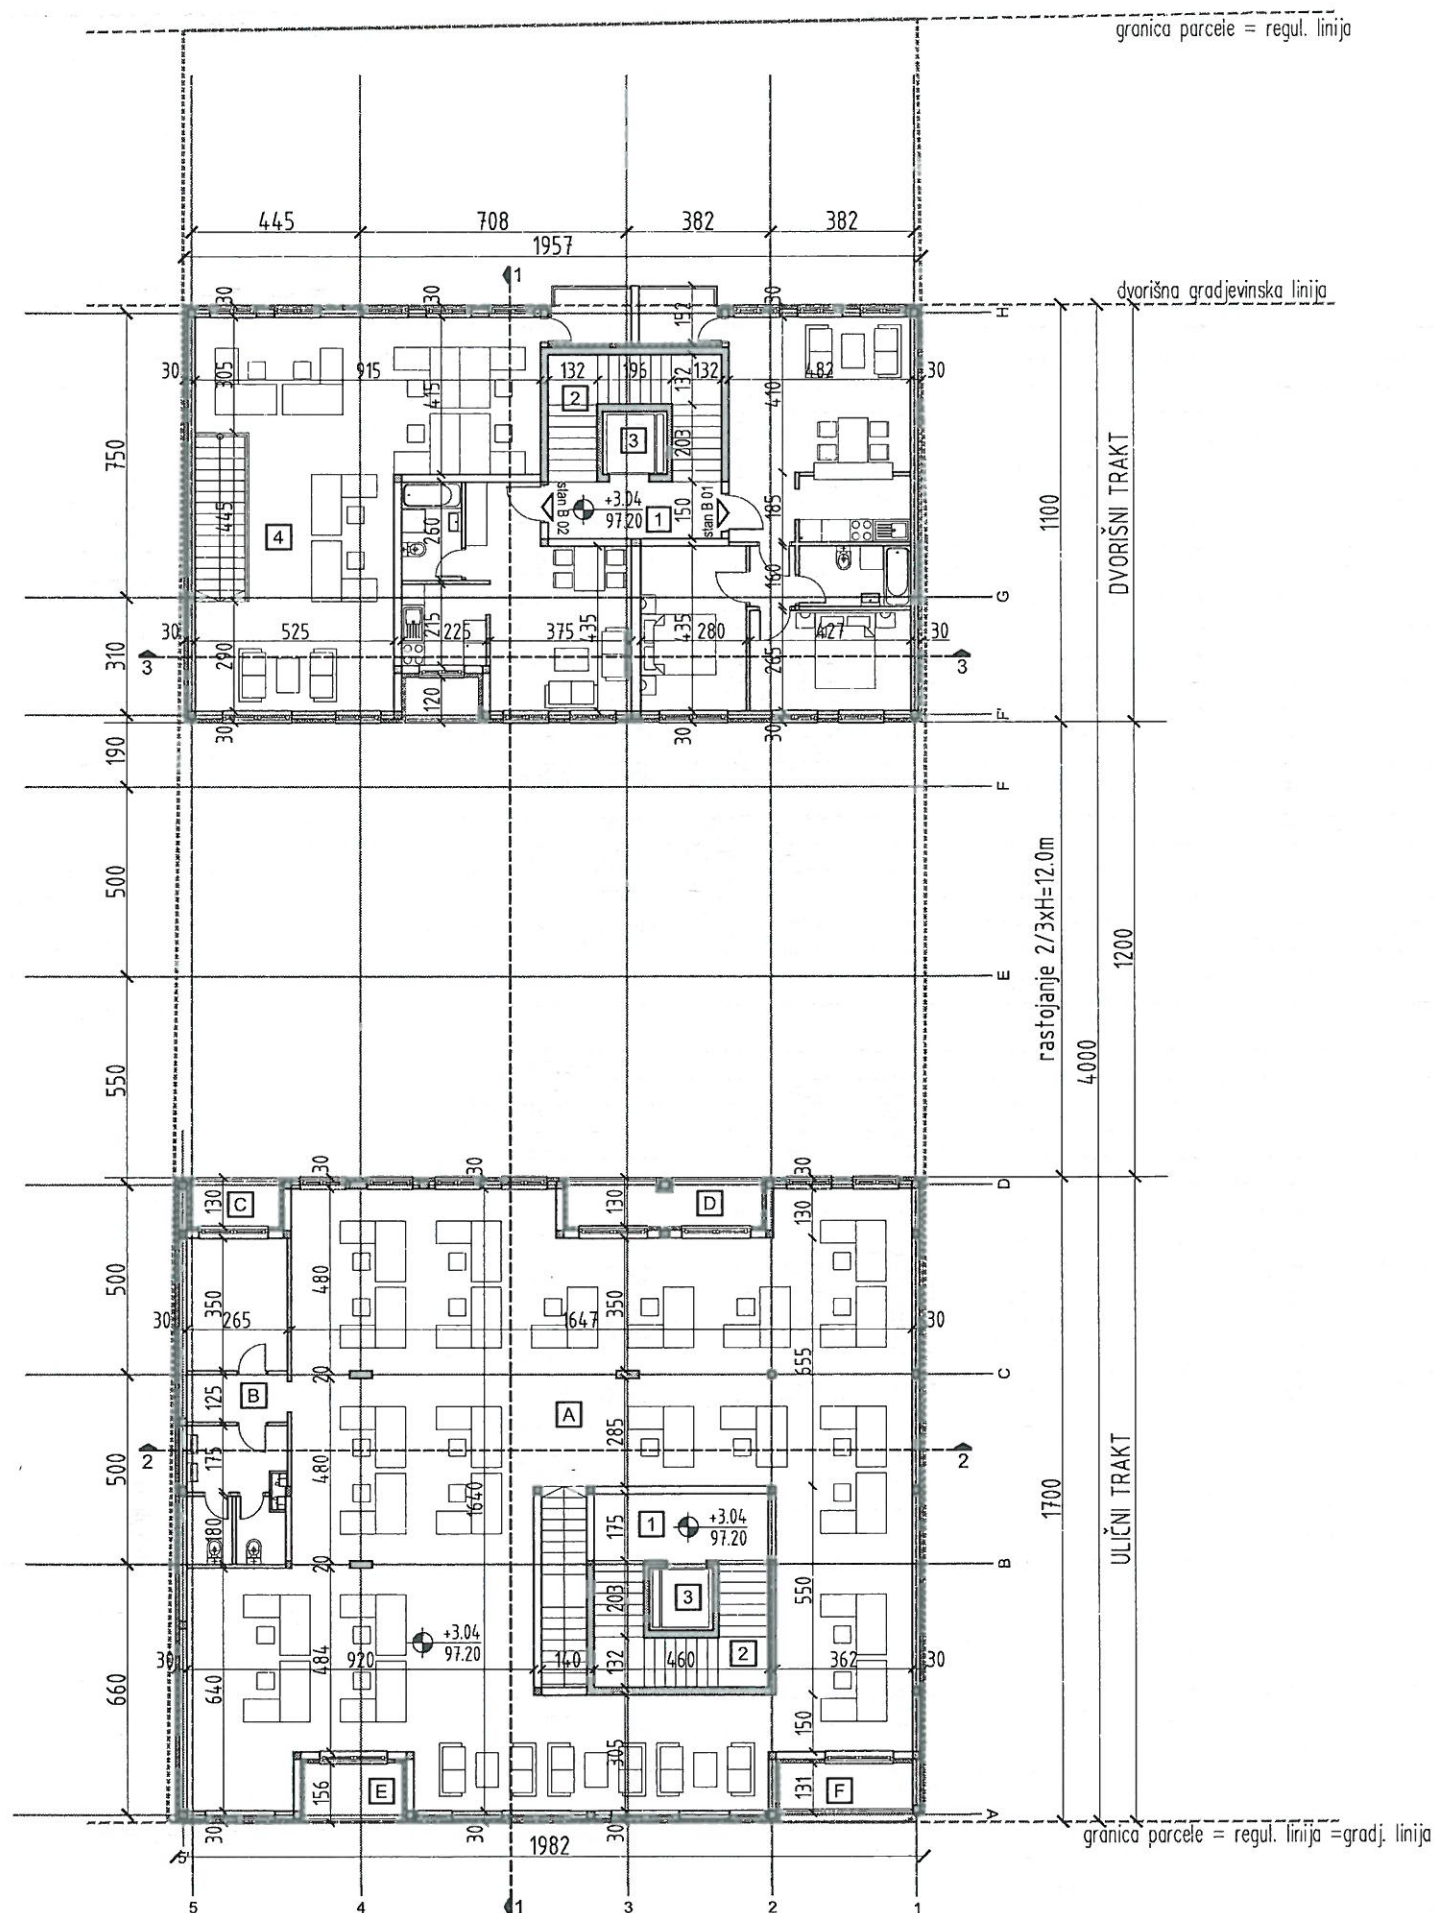 granica parcele = regul. linija
445 708 382 382
1957
1
dvorišna gradjevinska linija
30 30 30 152
H
30 305 915 415 132 196 132 132 410 482 30
2
3
203
750
445
4
260
stan B 02
+3.04
97.20
1
150
stan B 01
185
1100
DVORIŠNI TRAKT
160
G
30 525 215 225 375 435 435 280 427 30
310
290
265
3 3
120
F'
30 30 30
190
F
500
rastojanje 2/3xH=12.0m
1200
E
4000
550
30 30 30
D
130 C 130 D 130
500
480
350
350
30 265 1647 30
655
20
C
125 B A
285
2 2
175
480
1640
500
1700
ULIČNI TRAKT
1
+3.04
97.20
175
180
20
B
203
3
550
+3.04
97.20
2
30 484 920 140 132 460 362 30
640
660
150
305
156 E 131 F
A
30 30 30
granica parcele = regul. linija =gradj. linija
1982
5'
5 4 1 3 2 1